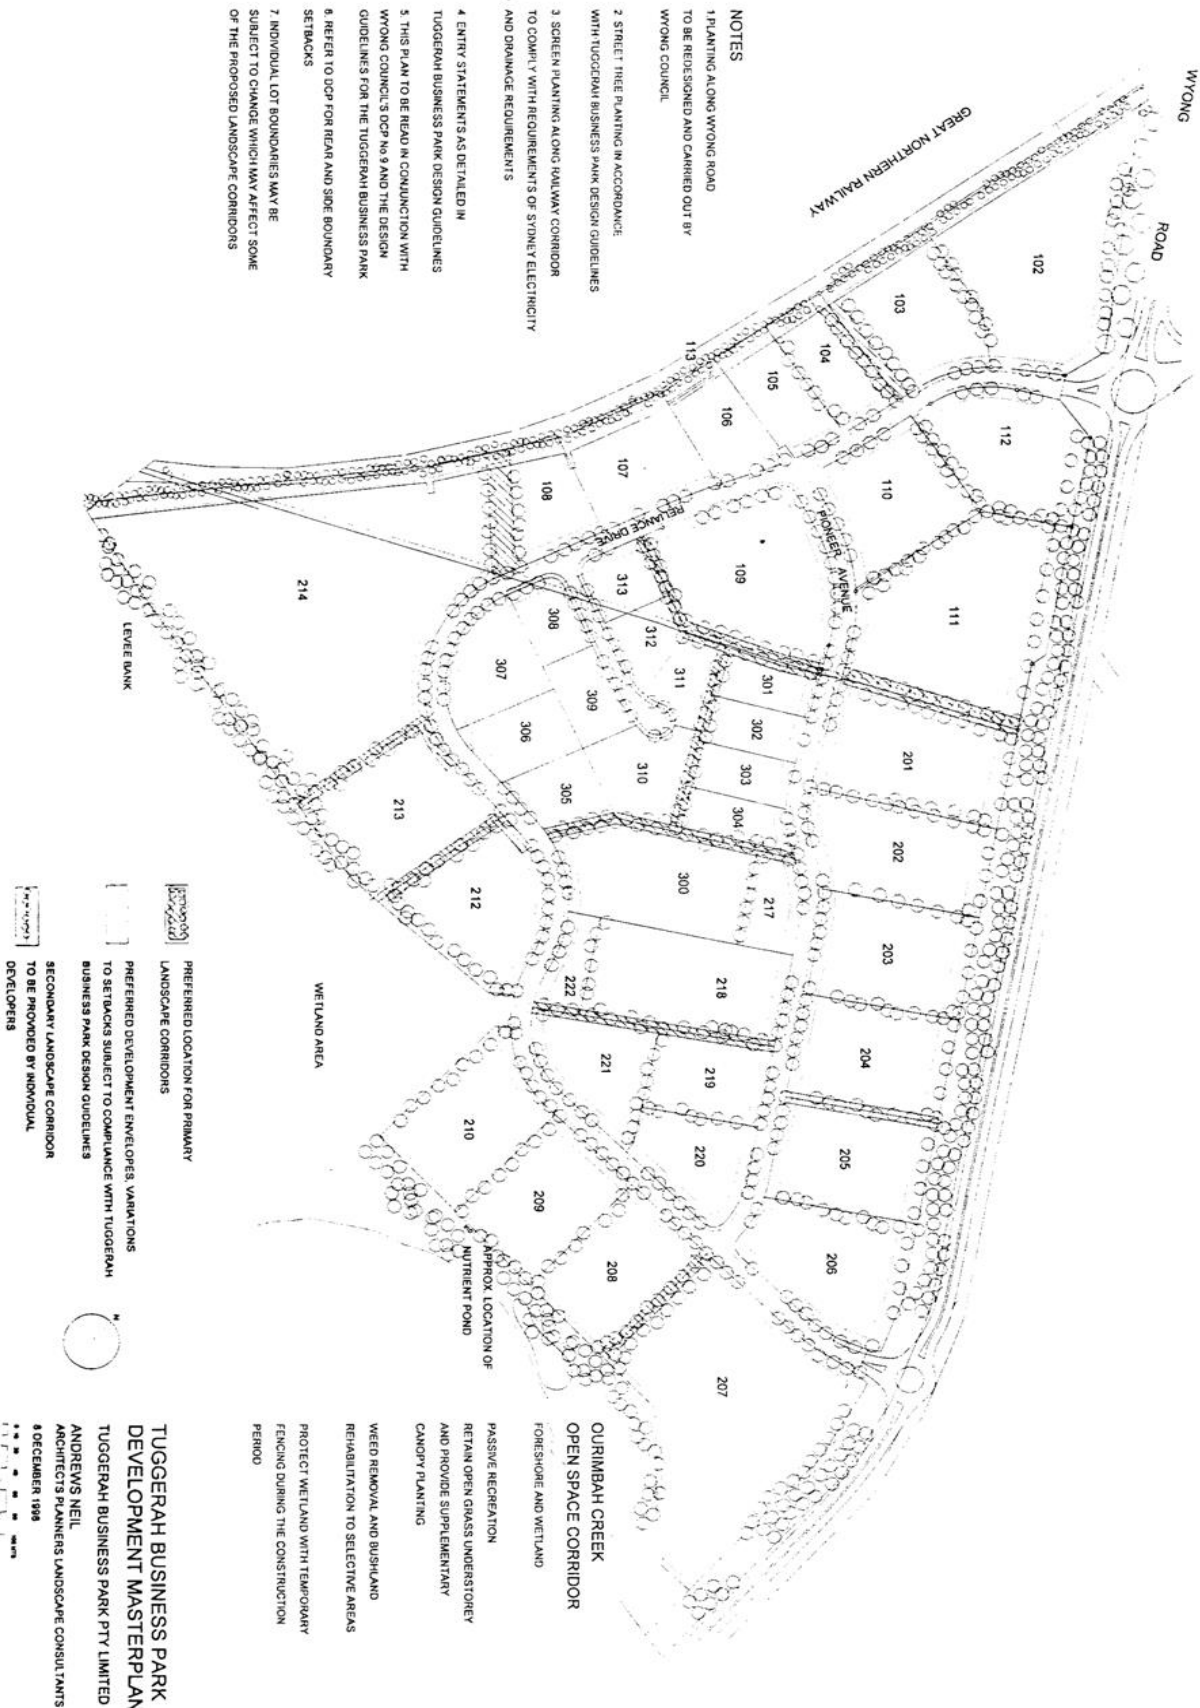 WYONG
ROAD
GREAT NORTHERN RAILWAY
NOTES
1 PLANTING ALONG WYONG ROAD
TO BE REDESIGNED AND CARRIED OUT BY
WYONG COUNCIL
2 STREET TREE PLANTING IN ACCORDANCE
WITH TUGGERAH BUSINESS PARK DESIGN GUIDELINES
3 SCREEN PLANTING ALONG RAILWAY CORRIDOR
TO COMPLY WITH REQUIREMENTS OF SYDNEY ELECTRICITY
AND DRAINAGE REQUIREMENTS
4 ENTRY STATEMENTS AS DETAILED IN
TUGGERAH BUSINESS PARK DESIGN GUIDELINES
5. THIS PLAN TO BE READ IN CONJUNCTION WITH
WYONG COUNCIL'S DCP No 9 AND THE DESIGN
GUIDELINES FOR THE TUGGERAH BUSINESS PARK
6. REFER TO DCP FOR REAR AND SIDE BOUNDARY
SETBACKS
7. INDIVIDUAL LOT BOUNDARIES MAY BE
SUBJECT TO CHANGE WHICH MAY AFFECT SOME
OF THE PROPOSED LANDSCAPE CORRIDORS
102
103
104
105
113
106
107
108
112
110
111
109
PIONEER AVENUE
RELIANCE DRIVE
313
312
311
308
307
309
306
310
305
301
302
303
304
201
202
203
204
205
206
207
208
209
210
212
213
214
300
217
218
222
221
219
220
LEVEE BANK
WETLAND AREA
APPROX. LOCATION OF
NUTRIENT POND
PREFERRED LOCATION FOR PRIMARY
LANDSCAPE CORRIDORS
PREFERRED DEVELOPMENT ENVELOPES, VARIATIONS
TO SETBACKS SUBJECT TO COMPLIANCE WITH TUGGERAH
BUSINESS PARK DESIGN GUIDELINES
SECONDARY LANDSCAPE CORRIDOR
TO BE PROVIDED BY INDIVIDUAL
DEVELOPERS
N
OURIMBAH CREEK
OPEN SPACE CORRIDOR
FORESHORE AND WETLAND
PASSIVE RECREATION
RETAIN OPEN GRASS UNDERSTOREY
AND PROVIDE SUPPLEMENTARY
CANOPY PLANTING
WEED REMOVAL AND BUSHLAND
REHABILITATION TO SELECTIVE AREAS
PROTECT WETLAND WITH TEMPORARY
FENCING DURING THE CONSTRUCTION
PERIOD
TUGGERAH BUSINESS PARK
DEVELOPMENT MASTERPLAN
TUGGERAH BUSINESS PARK PTY LIMITED
ANDREWS NEIL
ARCHITECTS PLANNERS LANDSCAPE CONSULTANTS
8 DECEMBER 1998